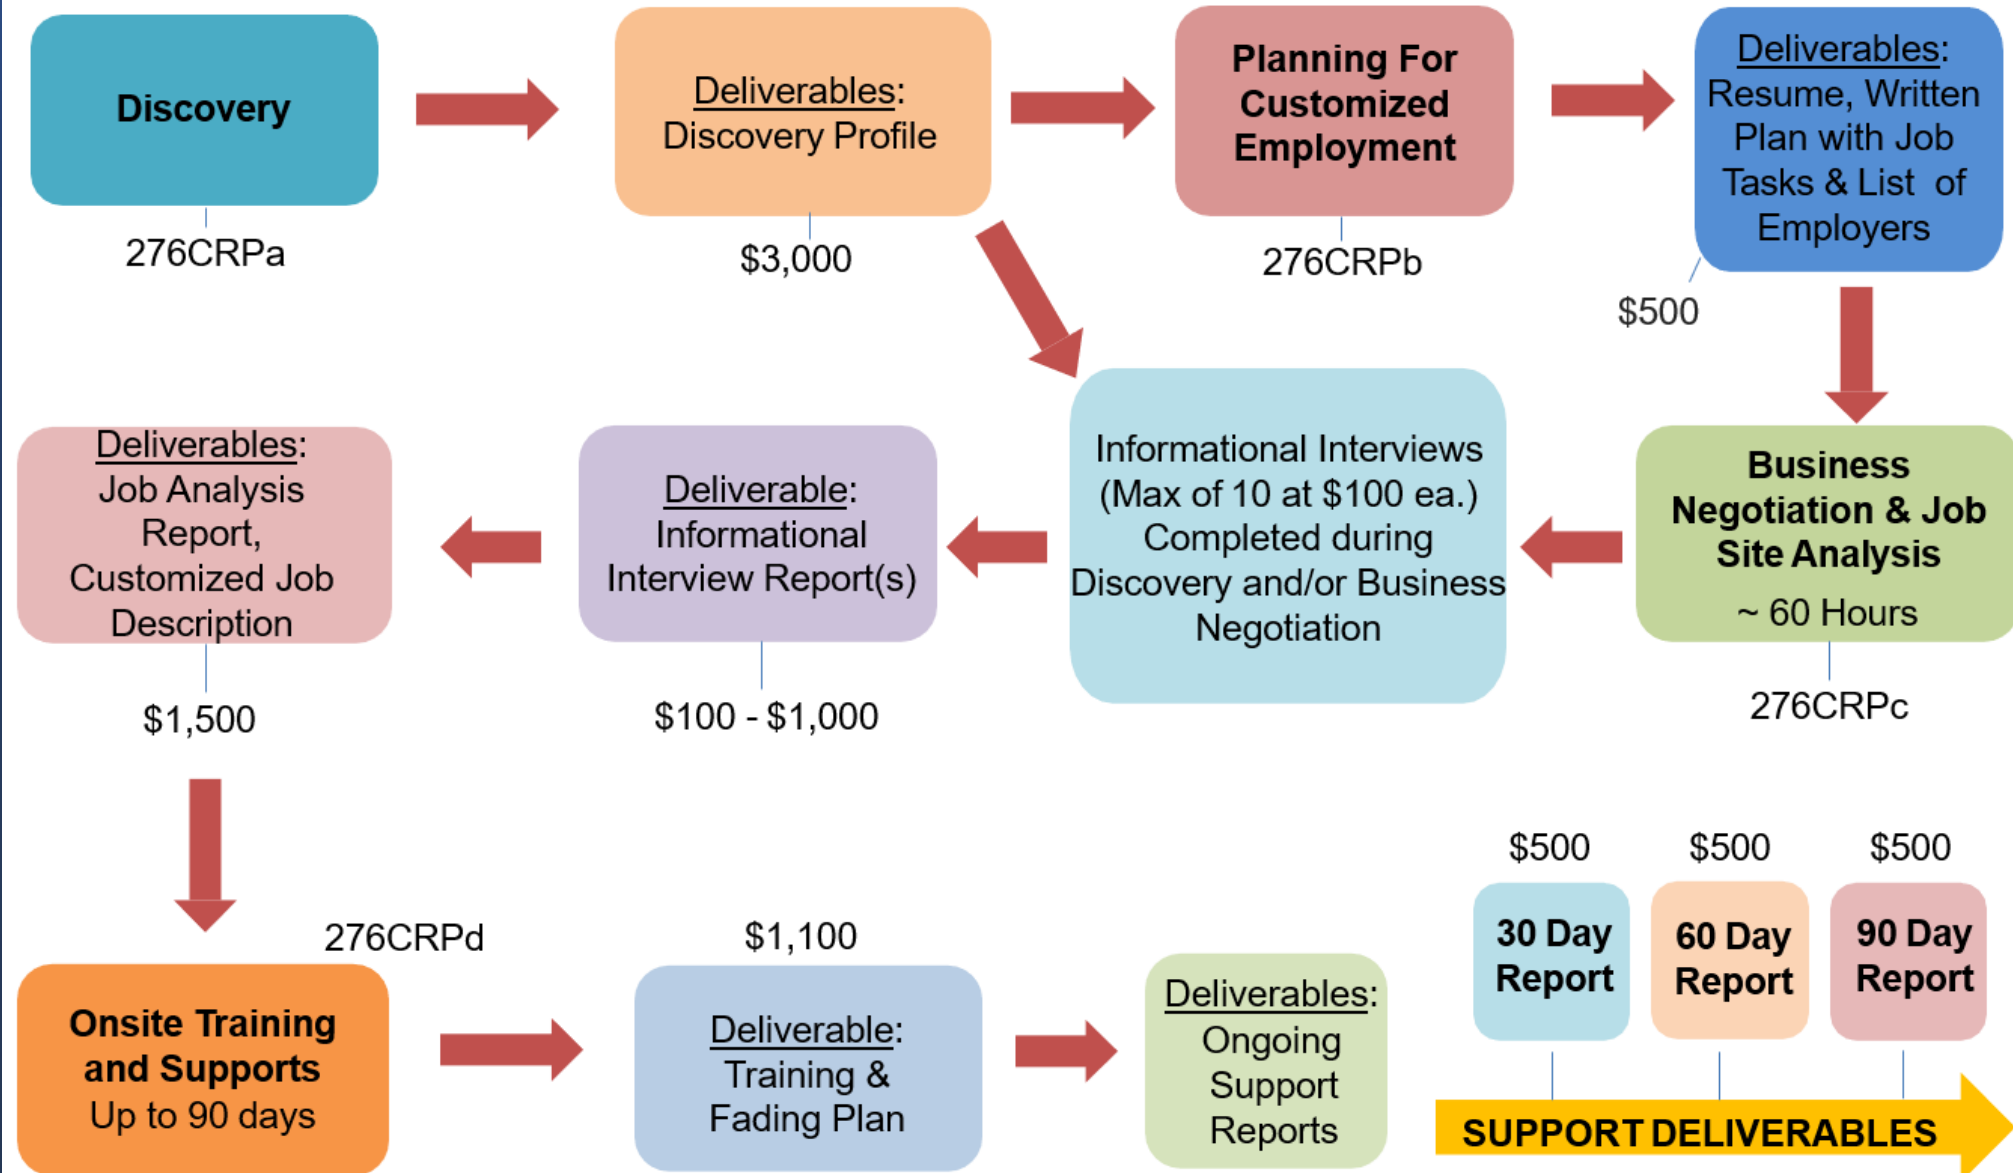 Discovery
276CRPa
Deliverables:
Discovery Profile
$3,000
Planning For
Customized
Employment
276CRPb
Deliverables:
Resume, Written
Plan with Job
Tasks & List of
Employers
$500
Business
Negotiation & Job
Site Analysis
~ 60 Hours
276CRPc
Informational Interviews
(Max of 10 at $100 ea.)
Completed during
Discovery and/or Business
Negotiation
Deliverable:
Informational
Interview Report(s)
$100 - $1,000
Deliverables:
Job Analysis
Report,
Customized Job
Description
$1,500
276CRPd
Onsite Training
and Supports
Up to 90 days
$1,100
Deliverable:
Training &
Fading Plan
Deliverables:
Ongoing
Support
Reports
$500
30 Day
Report
$500
60 Day
Report
$500
90 Day
Report
SUPPORT DELIVERABLES